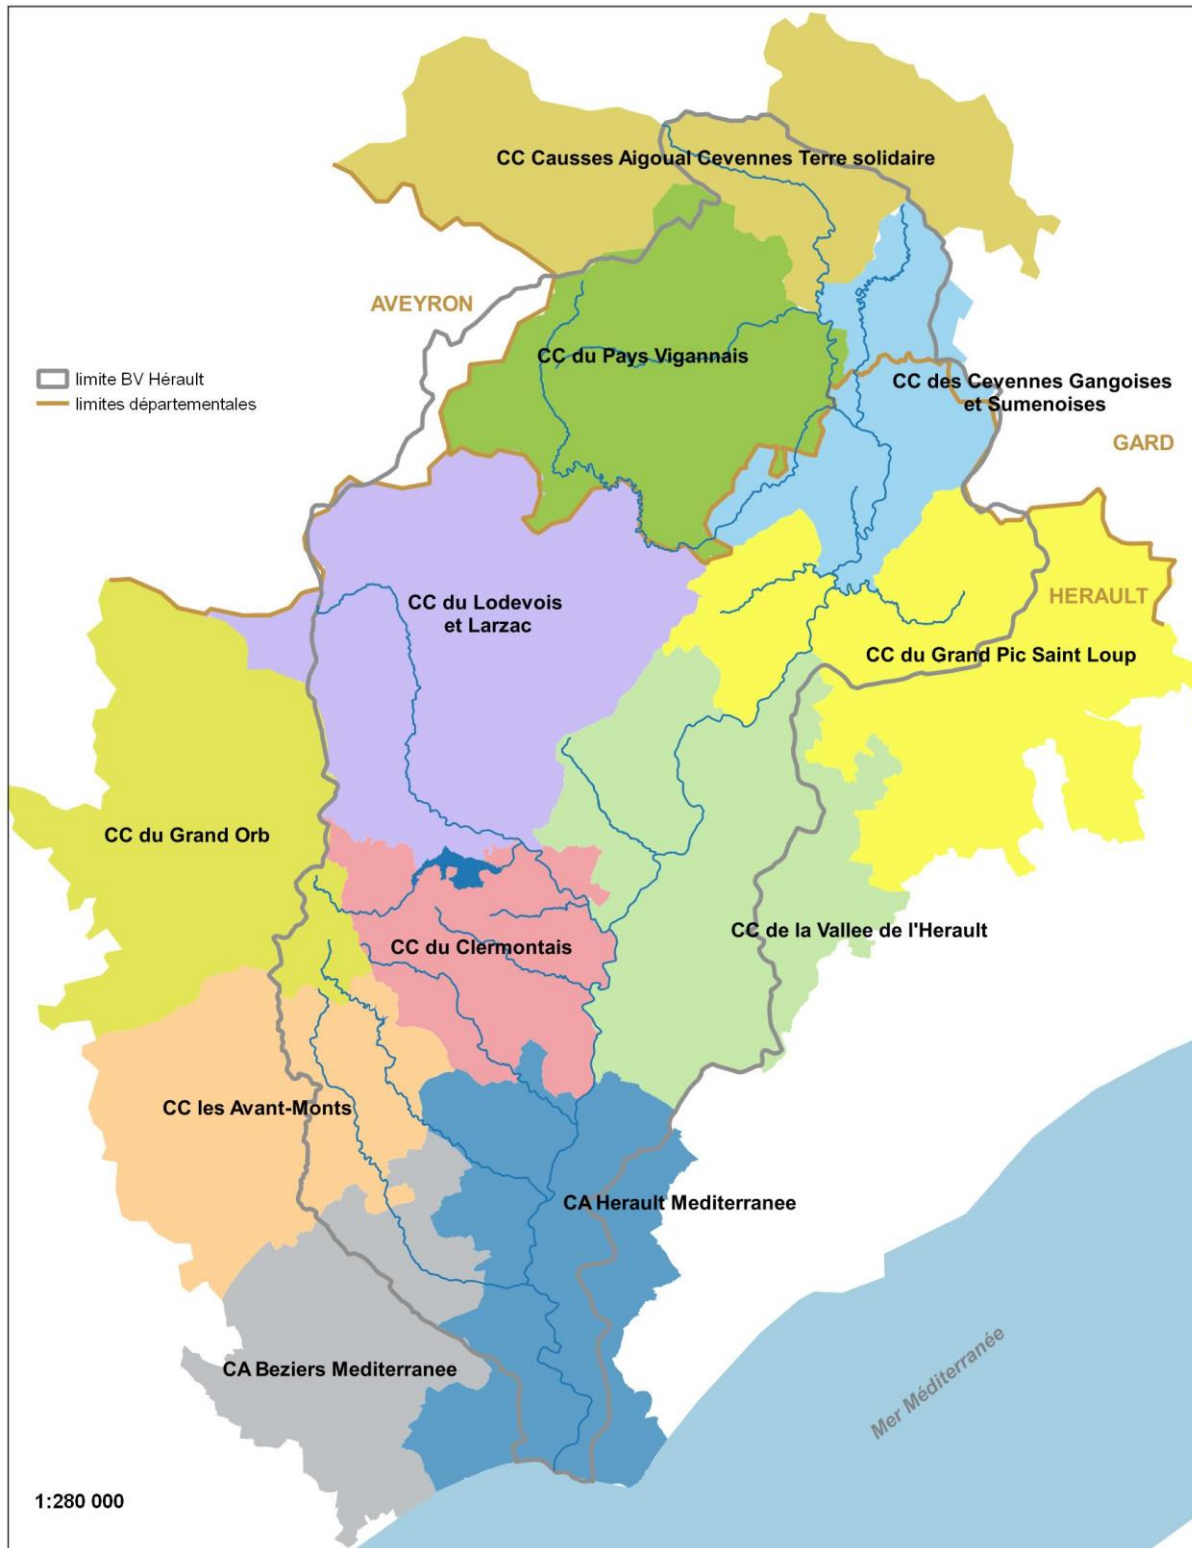 CC Causses Aigoual Cevennes Terre solidaire
AVEYRON
CC du Pays Vigannais
limite BV Hérault
limites départementales
CC des Cevennes Gangoises
et Sumenoises
GARD
CC du Lodevois
et Larzac
HERAULT
CC du Grand Pic Saint Loup
CC du Grand Orb
CC de la Vallee de l'Herault
CC du Clermontais
CC les Avant-Monts
CA Herault Mediterranee
CA Beziers Mediterranee
Mer Méditerranée
1:280 000